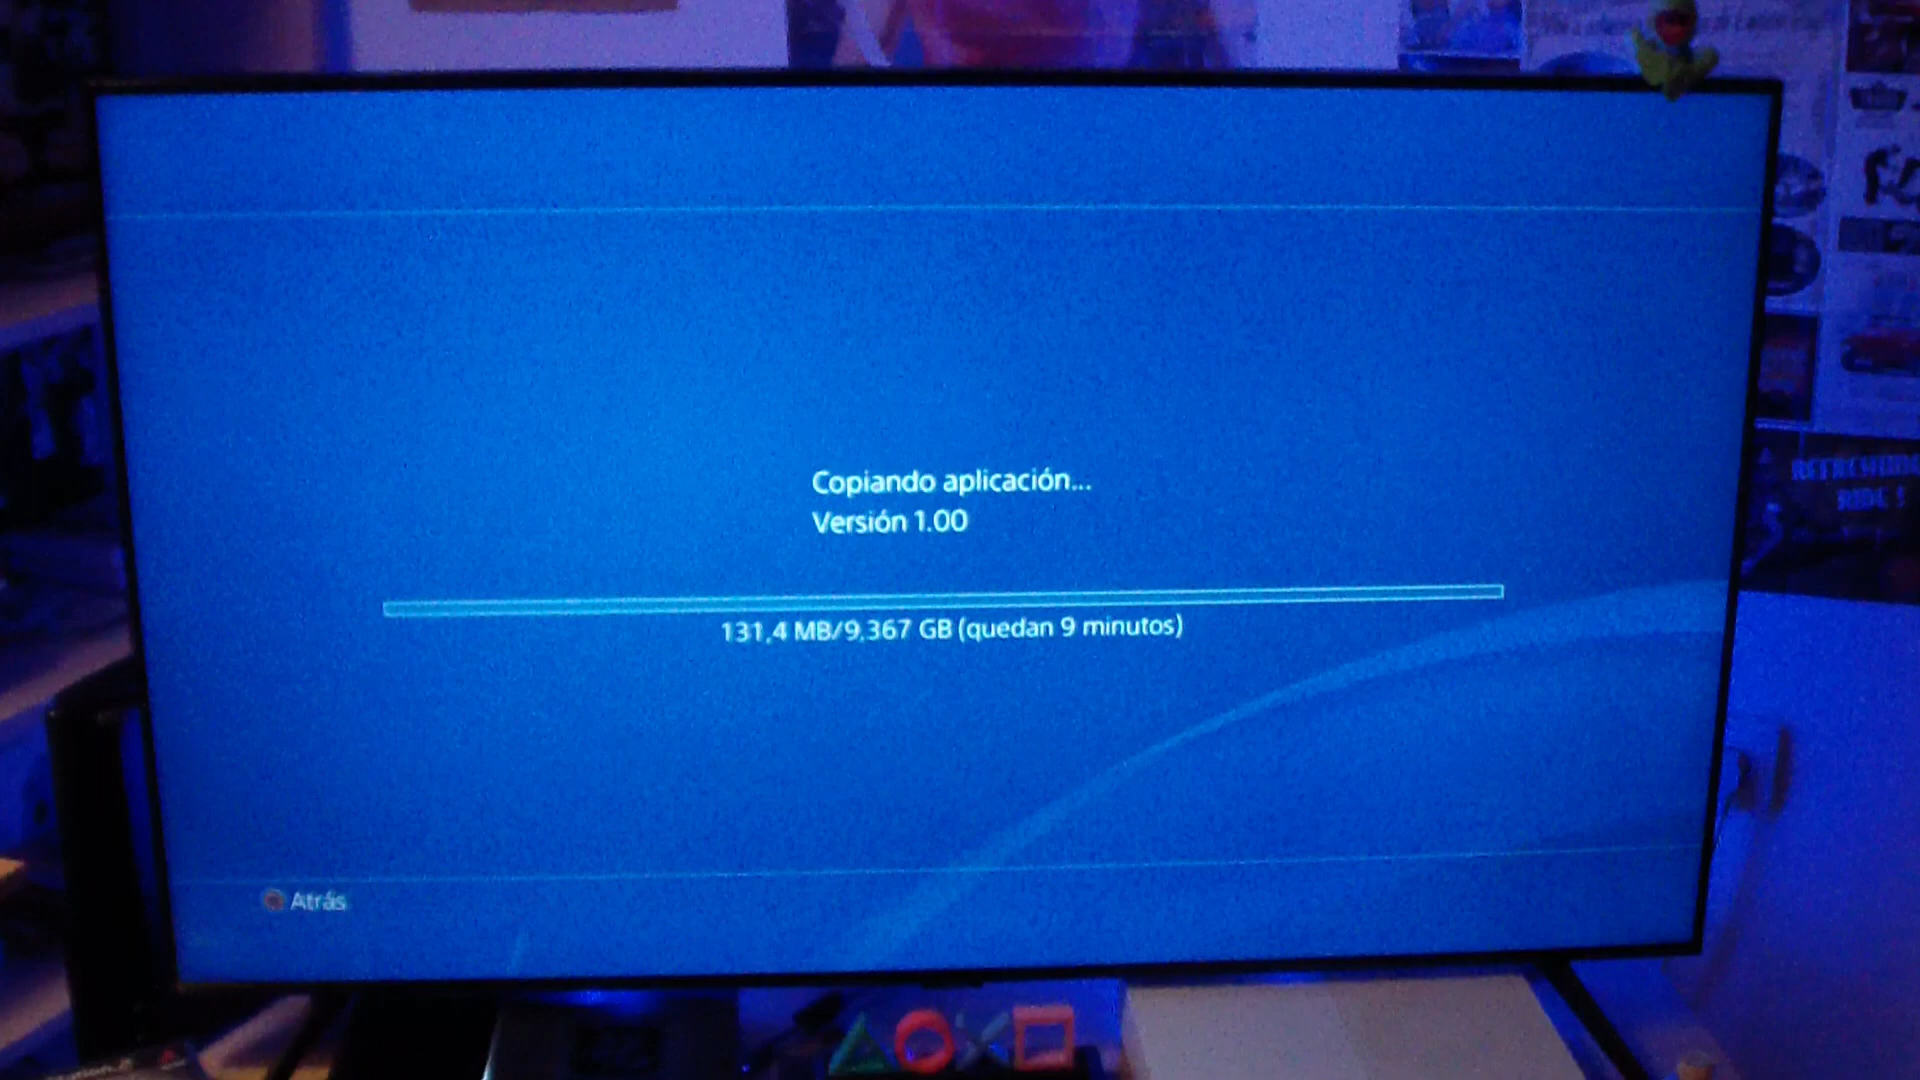 Copiando aplicación...
Versión 1.00
131,4 MB/9,367 GB (quedan 9 minutos)
Atrás